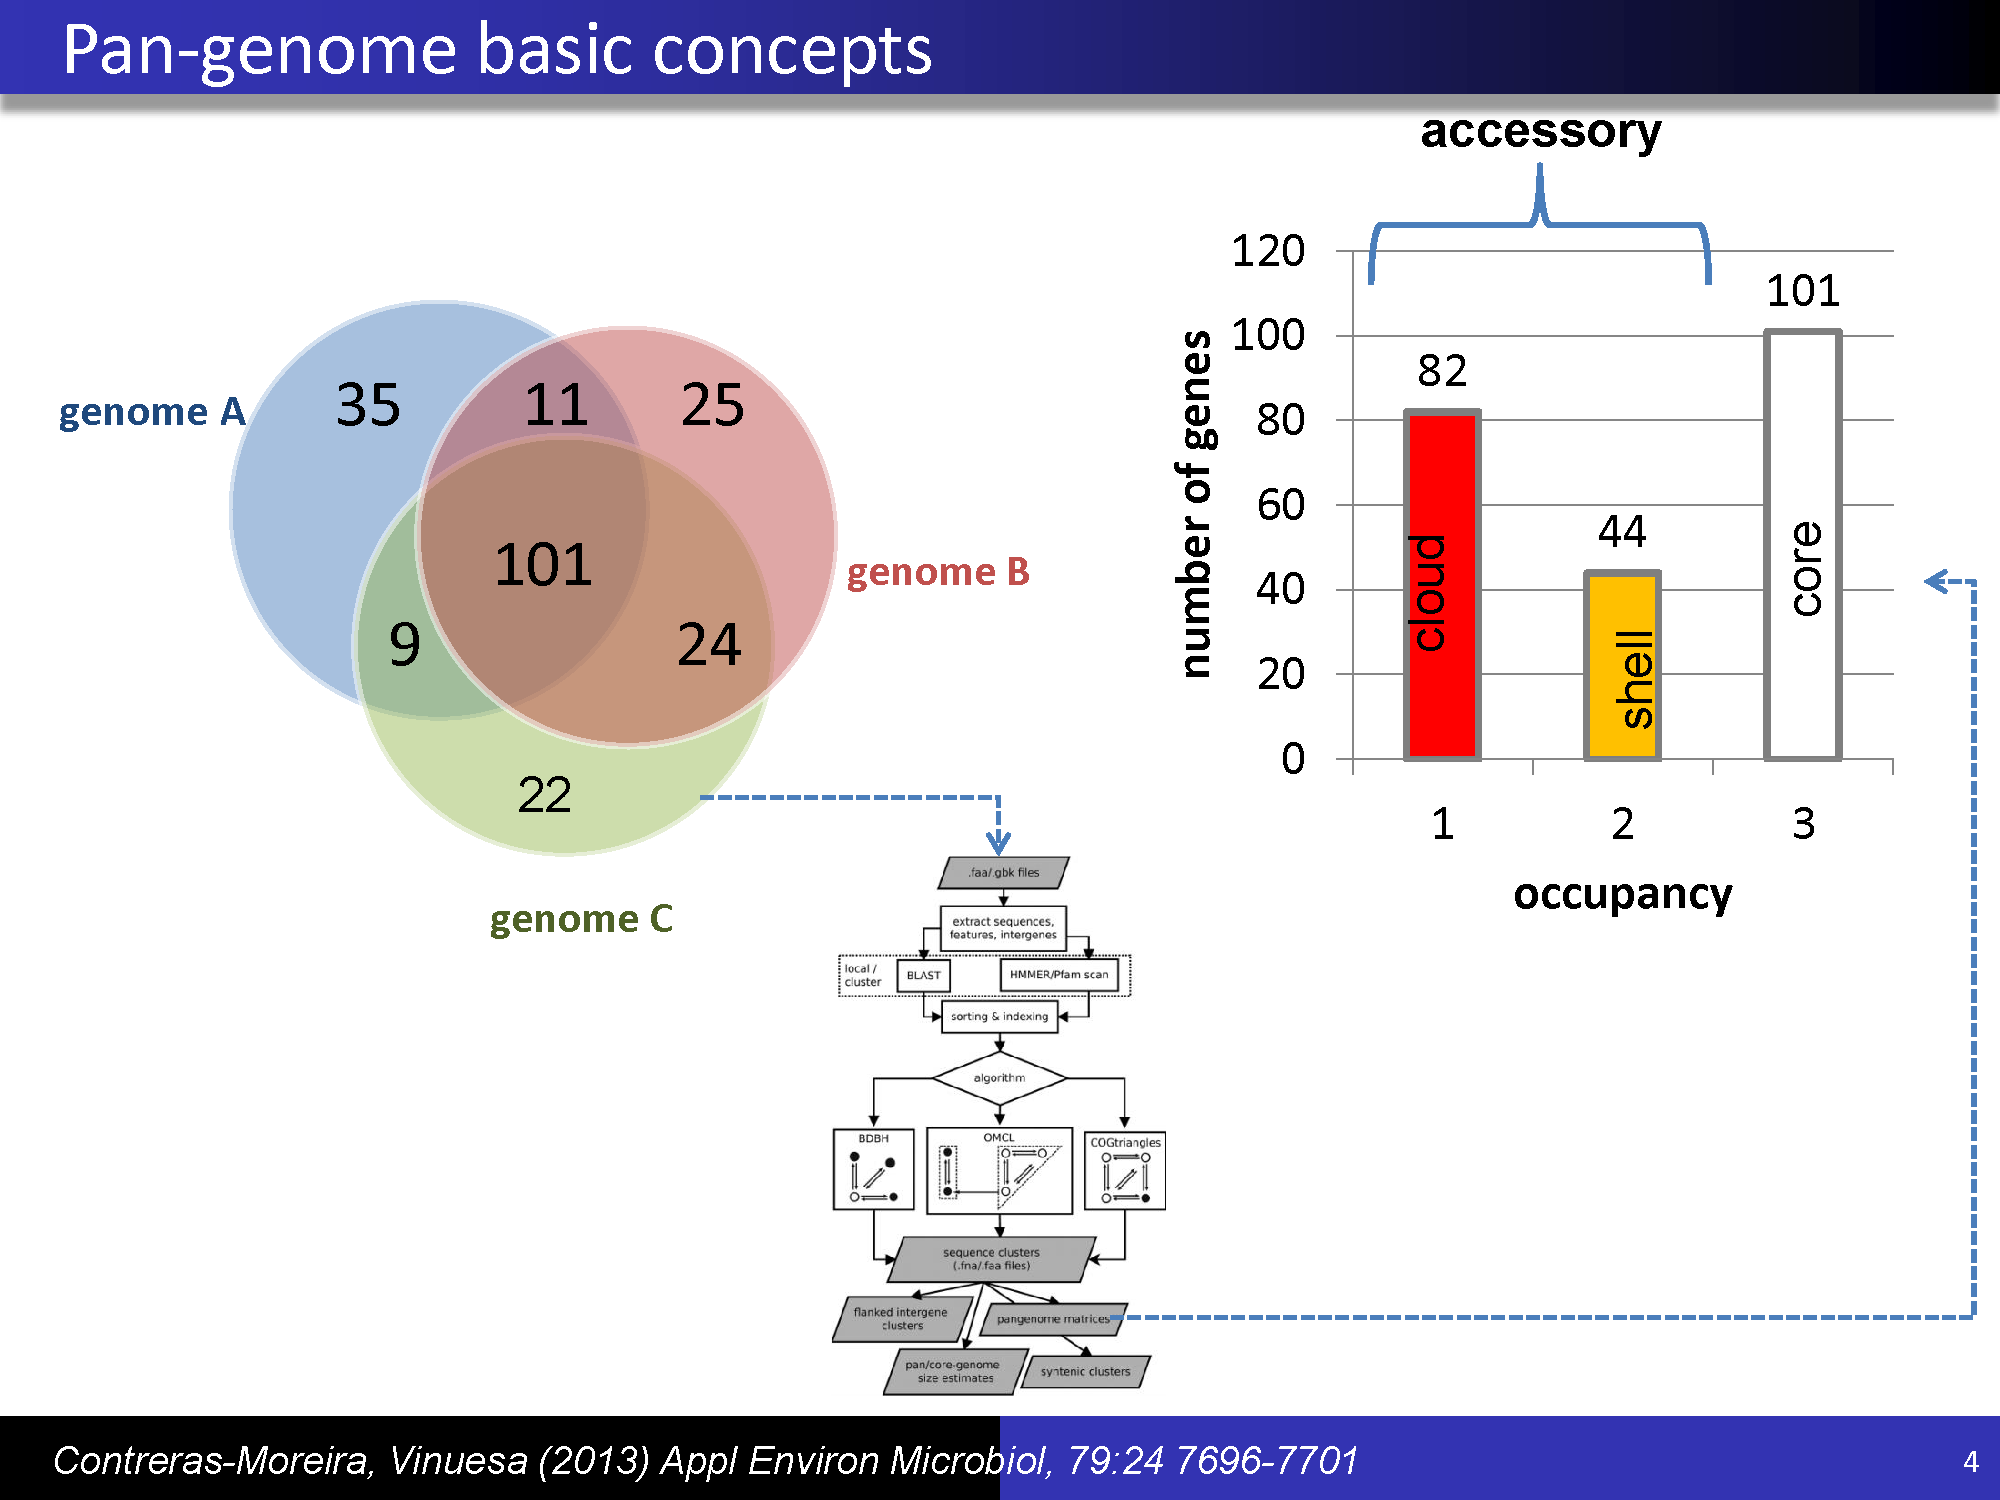 Pan-genome basic concepts
genome A
35
11
25
101
genome B
9
24
22
genome C
accessory
number of genes
120
100
80
60
40
20
0
82
44
101
cloud
shell
core
1
2
3
occupancy
.faa/.gbk files
extract sequences,
features, intergenes
local /
cluster
BLAST
HMMER/Pfam scan
sorting & indexing
algorithm
BDBH
OMCL
COGtriangles
sequence clusters
(.fna/.faa files)
flanked intergene
clusters
pangenome matrices
pan/core-genome
size estimates
syntenic clusters
Contreras-Moreira, Vinuesa (2013) Appl Environ Microbiol, 79:24 7696-7701
4